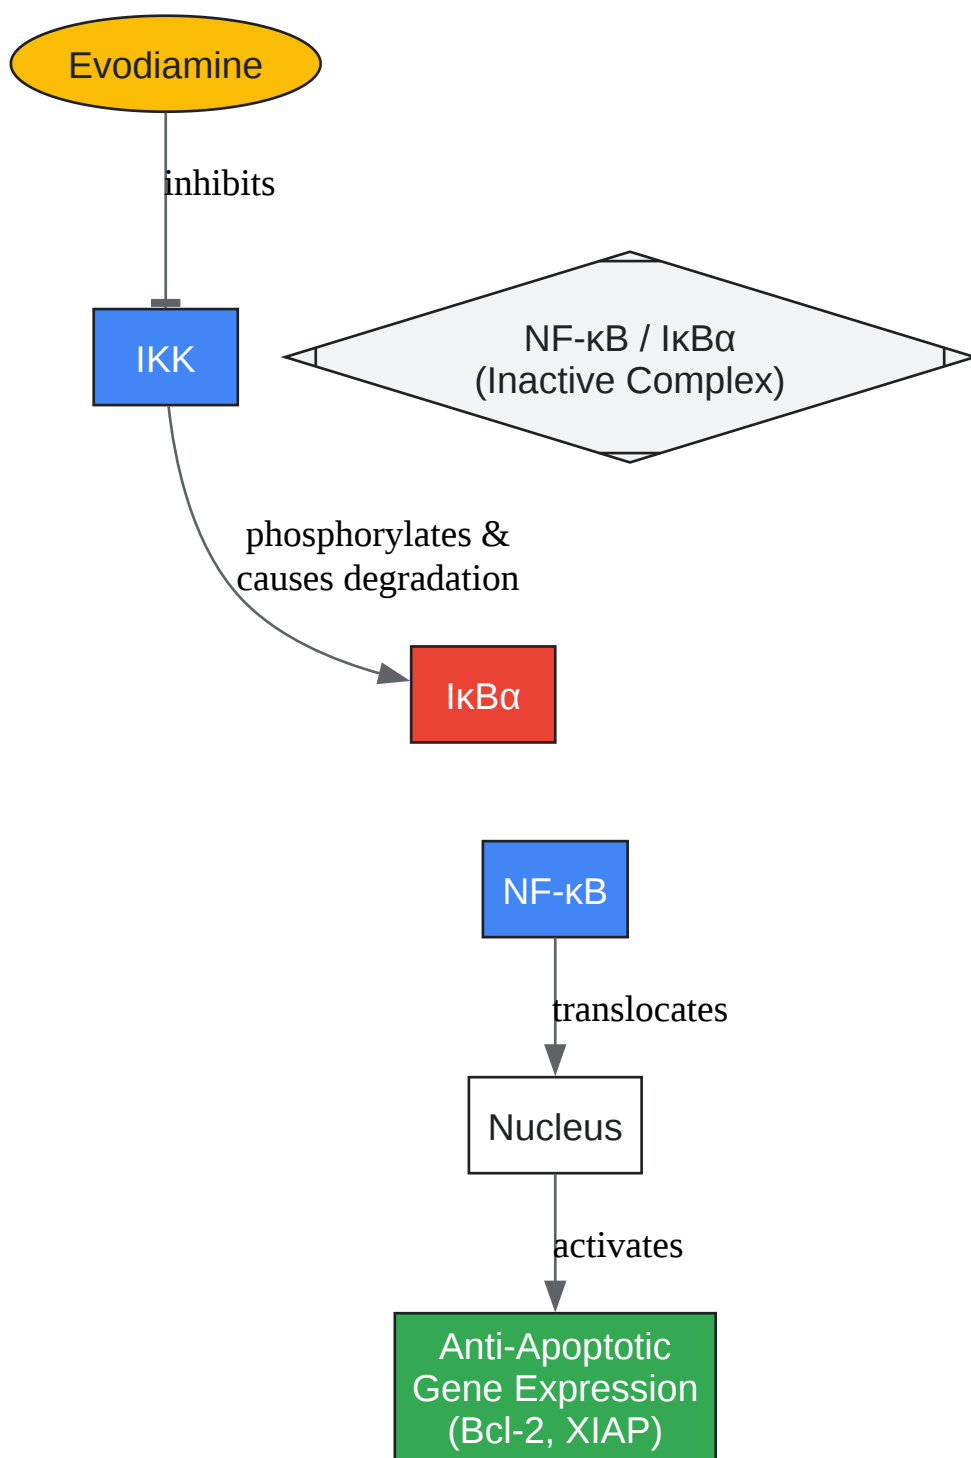 Evodiamine
inhibits
IKK
NF-κB / IκBα
(Inactive Complex)
phosphorylates &
causes degradation
IκBα
NF-κB
translocates
Nucleus
activates
Anti-Apoptotic
Gene Expression
(Bcl-2, XIAP)